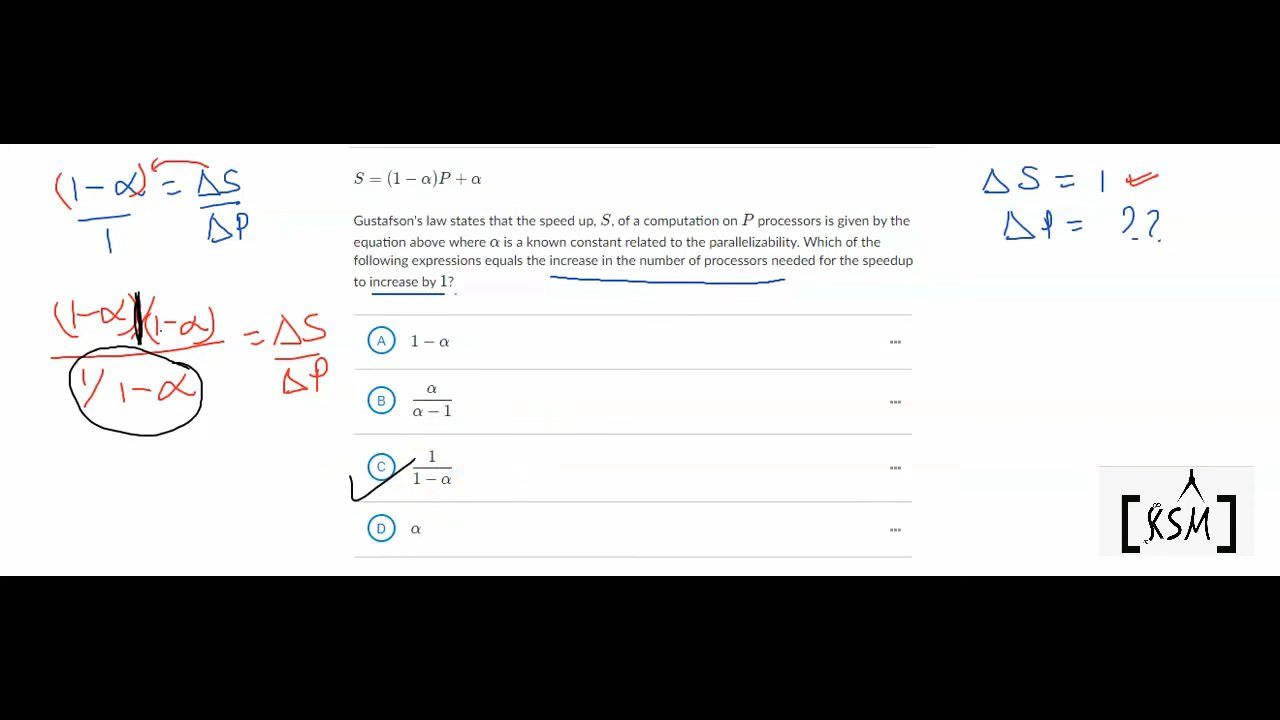 (1-α)/1 = ΔS/ΔP
(1-α)(1-α) / 1/1-α = ΔS/ΔP
S = (1 − α)P + α
Gustafson's law states that the speed up, S, of a computation on P processors is given by the
equation above where α is a known constant related to the parallelizability. Which of the
following expressions equals the increase in the number of processors needed for the speedup
to increase by 1?
A 1 − α
B α/(α − 1)
C 1/(1 − α)
D α
ΔS = 1
ΔP = ??
[KSM]